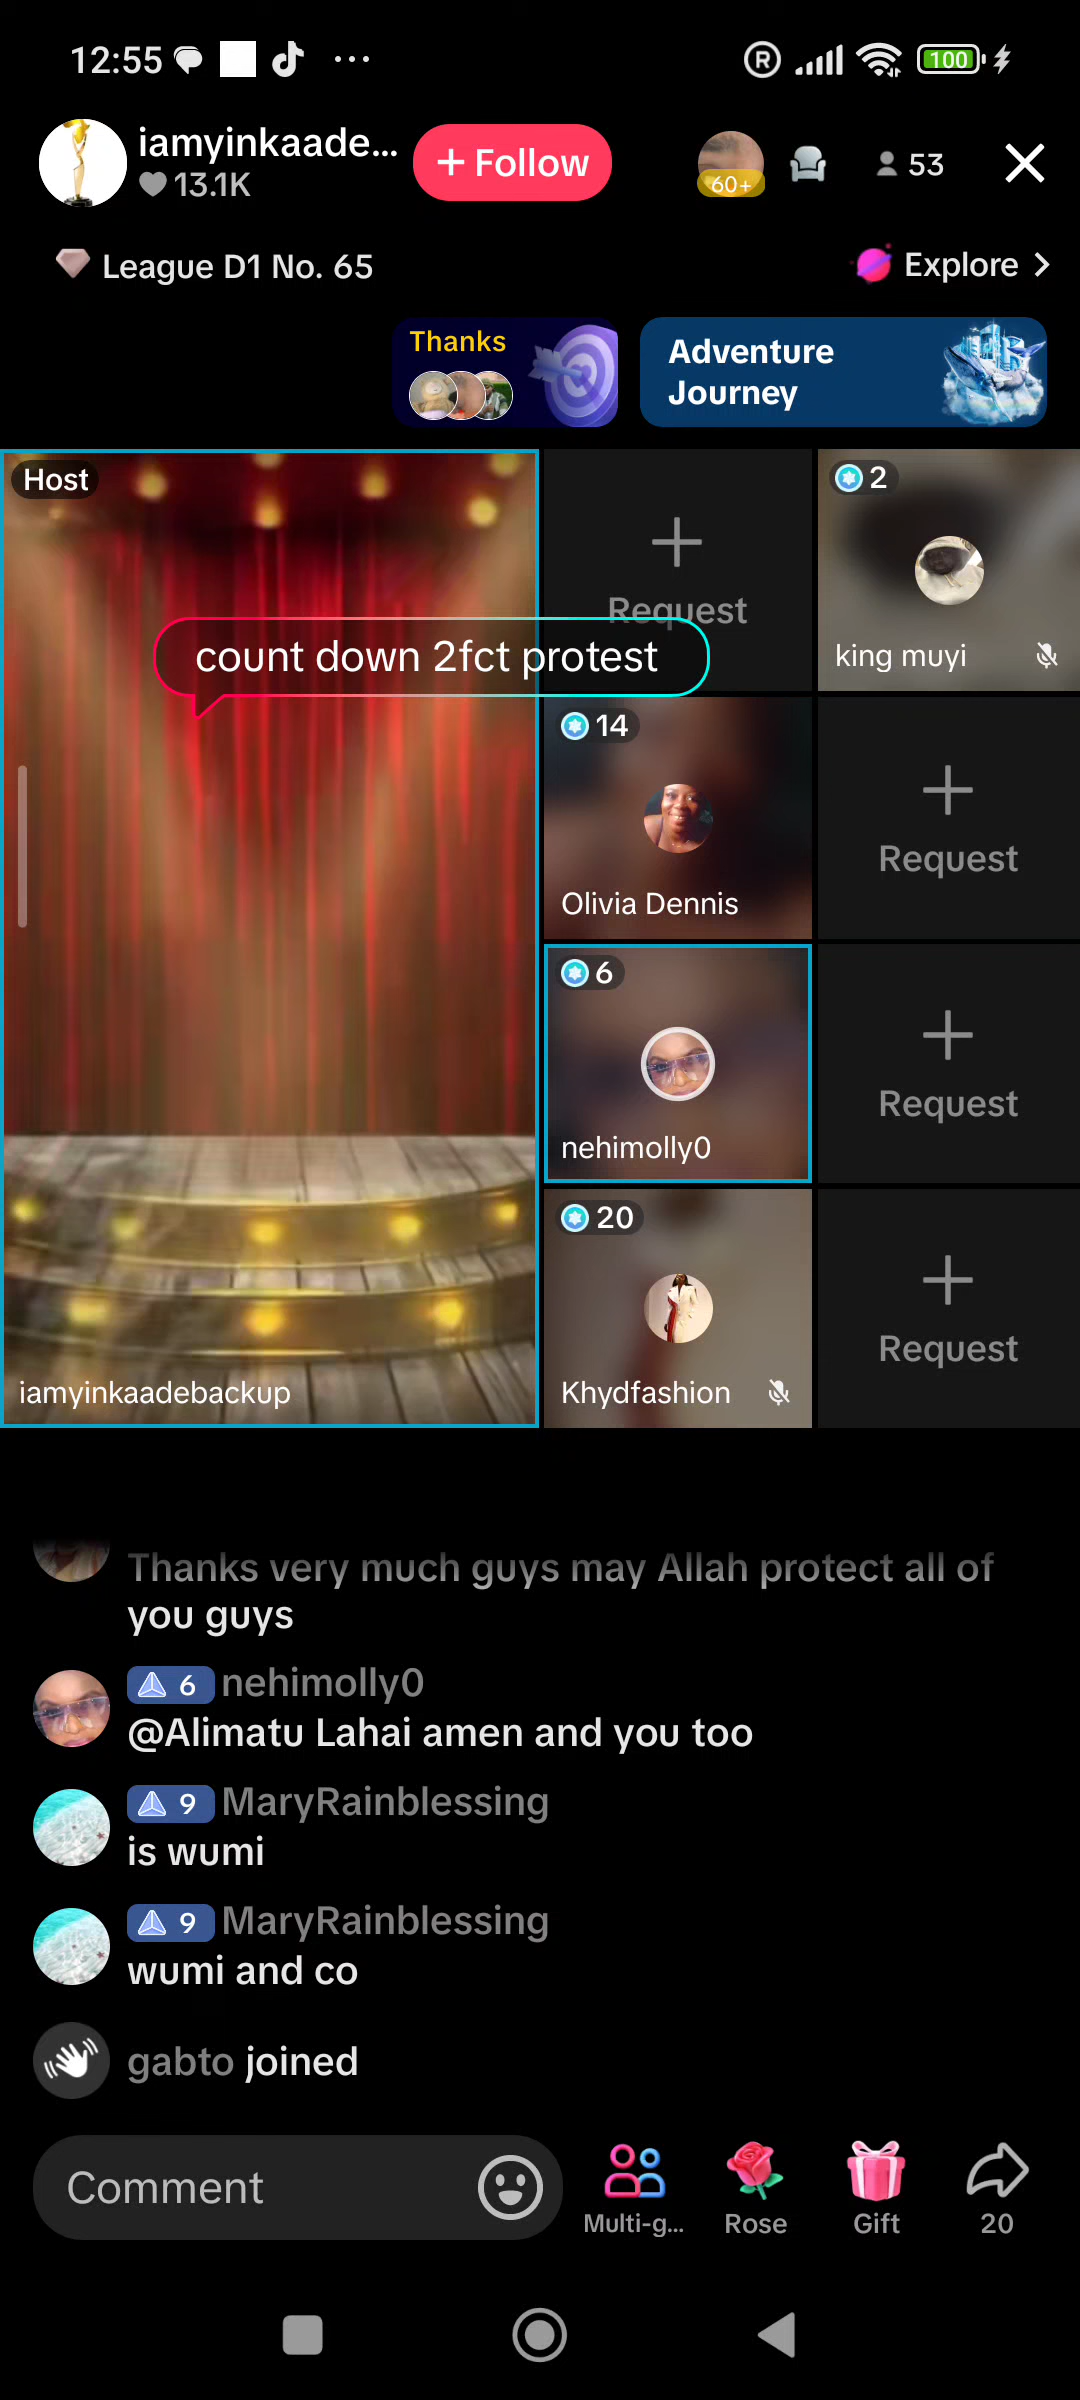 12:55
100
iamyinkaade...
13.1K
+ Follow
60+
53
League D1 No. 65
Explore
Thanks
Adventure
Journey
Host
Request
2
king muyi
count down 2fct protest
14
Olivia Dennis
Request
6
nehimolly0
Request
20
Khydfashion
Request
iamyinkaadebackup
Thanks very much guys may Allah protect all of
you guys
6 nehimolly0
@Alimatu Lahai amen and you too
9 MaryRainblessing
is wumi
9 MaryRainblessing
wumi and co
gabto joined
Comment
Multi-g...
Rose
Gift
20